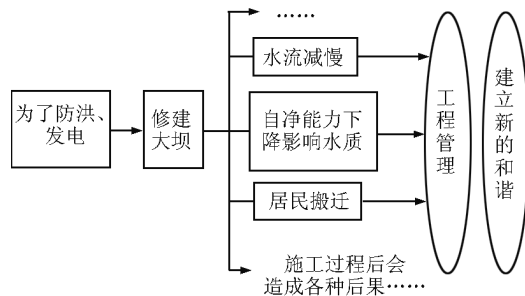 ……
水流减慢
为了防洪、
发电
修建
大坝
自净能力下
降影响水质
居民搬迁
施工过程后会
造成各种后果……
工程管理
建立新的和谐